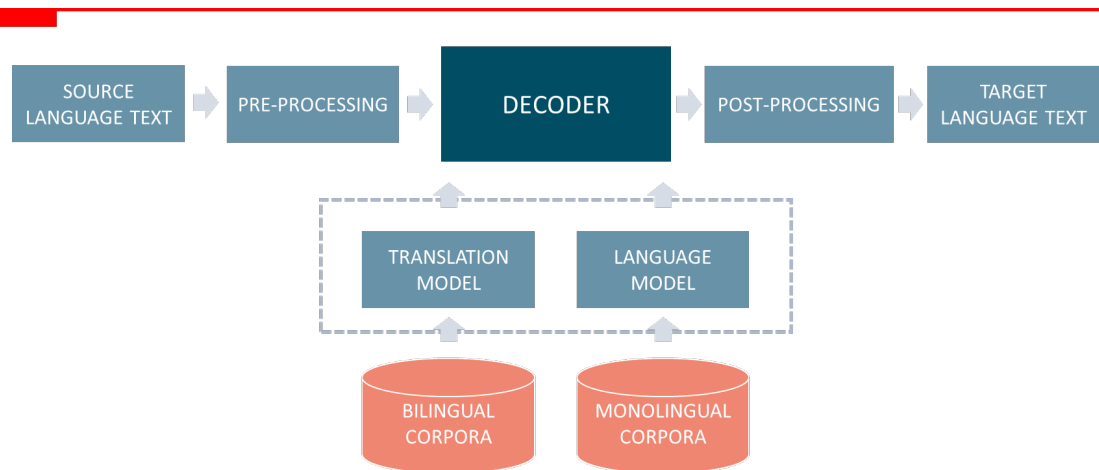 SOURCE
LANGUAGE TEXT
PRE-PROCESSING
DECODER
POST-PROCESSING
TARGET
LANGUAGE TEXT
TRANSLATION
MODEL
LANGUAGE
MODEL
BILINGUAL
CORPORA
MONOLINGUAL
CORPORA